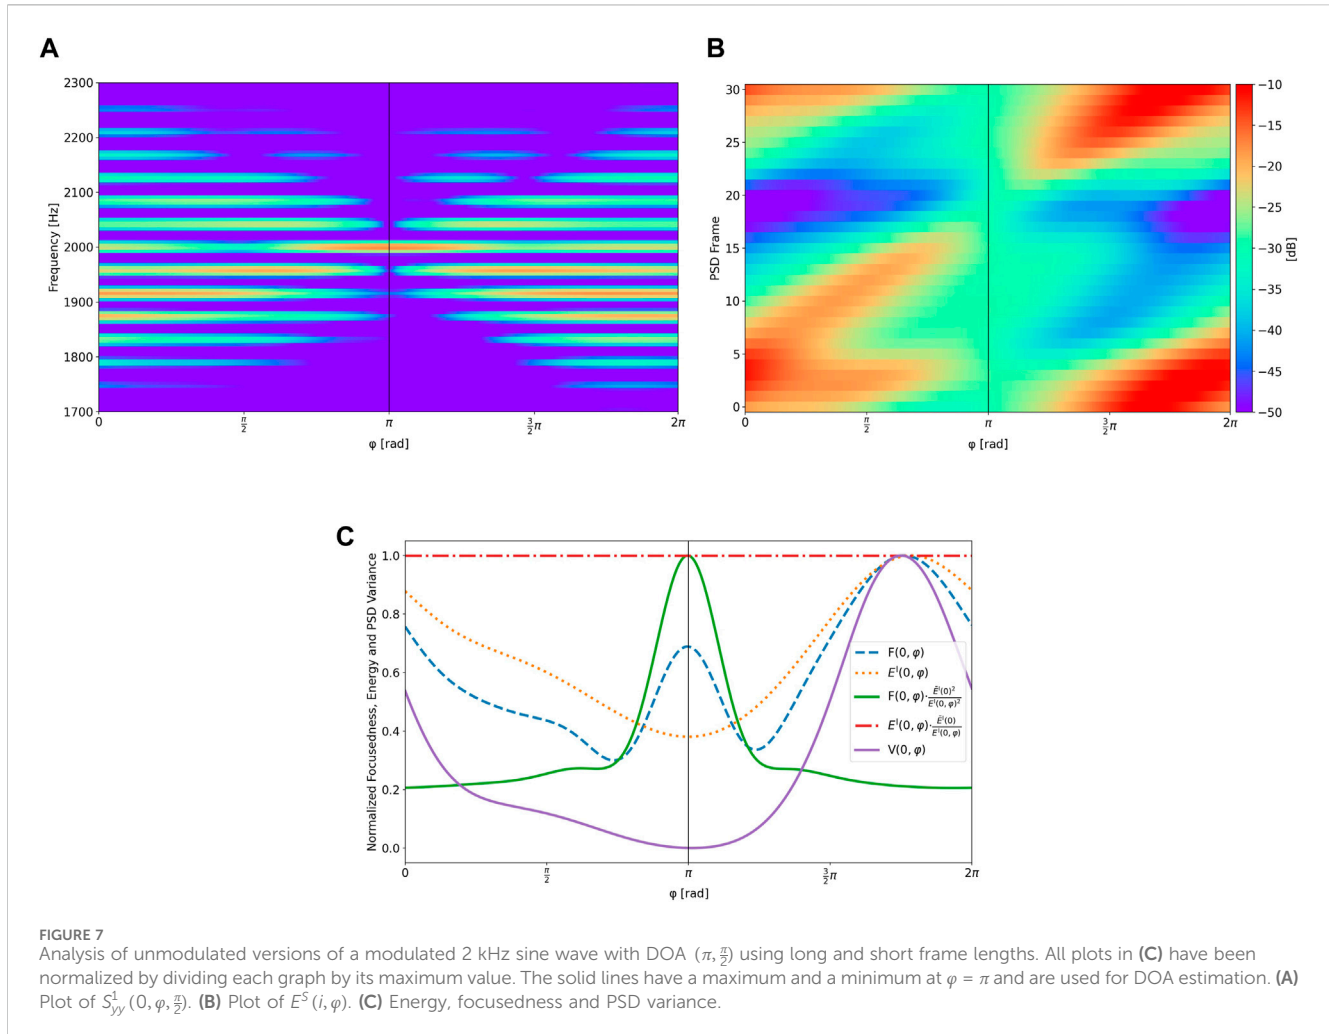 A
2300
2200
2100
2000
1900
1800
1700
Frequency [Hz]
0
π/2
π
3/2 π
2π
φ [rad]
B
30
25
20
15
10
5
0
PSD Frame
0
π/2
π
3/2 π
2π
φ [rad]
−10
−15
−20
−25
−30
−35
−40
−45
−50
[dB]
C
1.0
0.8
0.6
0.4
0.2
0.0
Normalized Focusedness, Energy and PSD Variance
F(0, φ)
E^l(0, φ)
F(0, φ)·Ē^l(0)²/E^l(0, φ)²
E^l(0, φ)·Ē^l(0)/E^l(0, φ)
V(0, φ)
0
π/2
π
3/2 π
2π
φ [rad]
FIGURE 7
Analysis of unmodulated versions of a modulated 2 kHz sine wave with DOA (π, π/2) using long and short frame lengths. All plots in (C) have been
normalized by dividing each graph by its maximum value. The solid lines have a maximum and a minimum at φ = π and are used for DOA estimation. (A)
Plot of S^1_yy (0, φ, π/2). (B) Plot of E^S (i, φ). (C) Energy, focusedness and PSD variance.